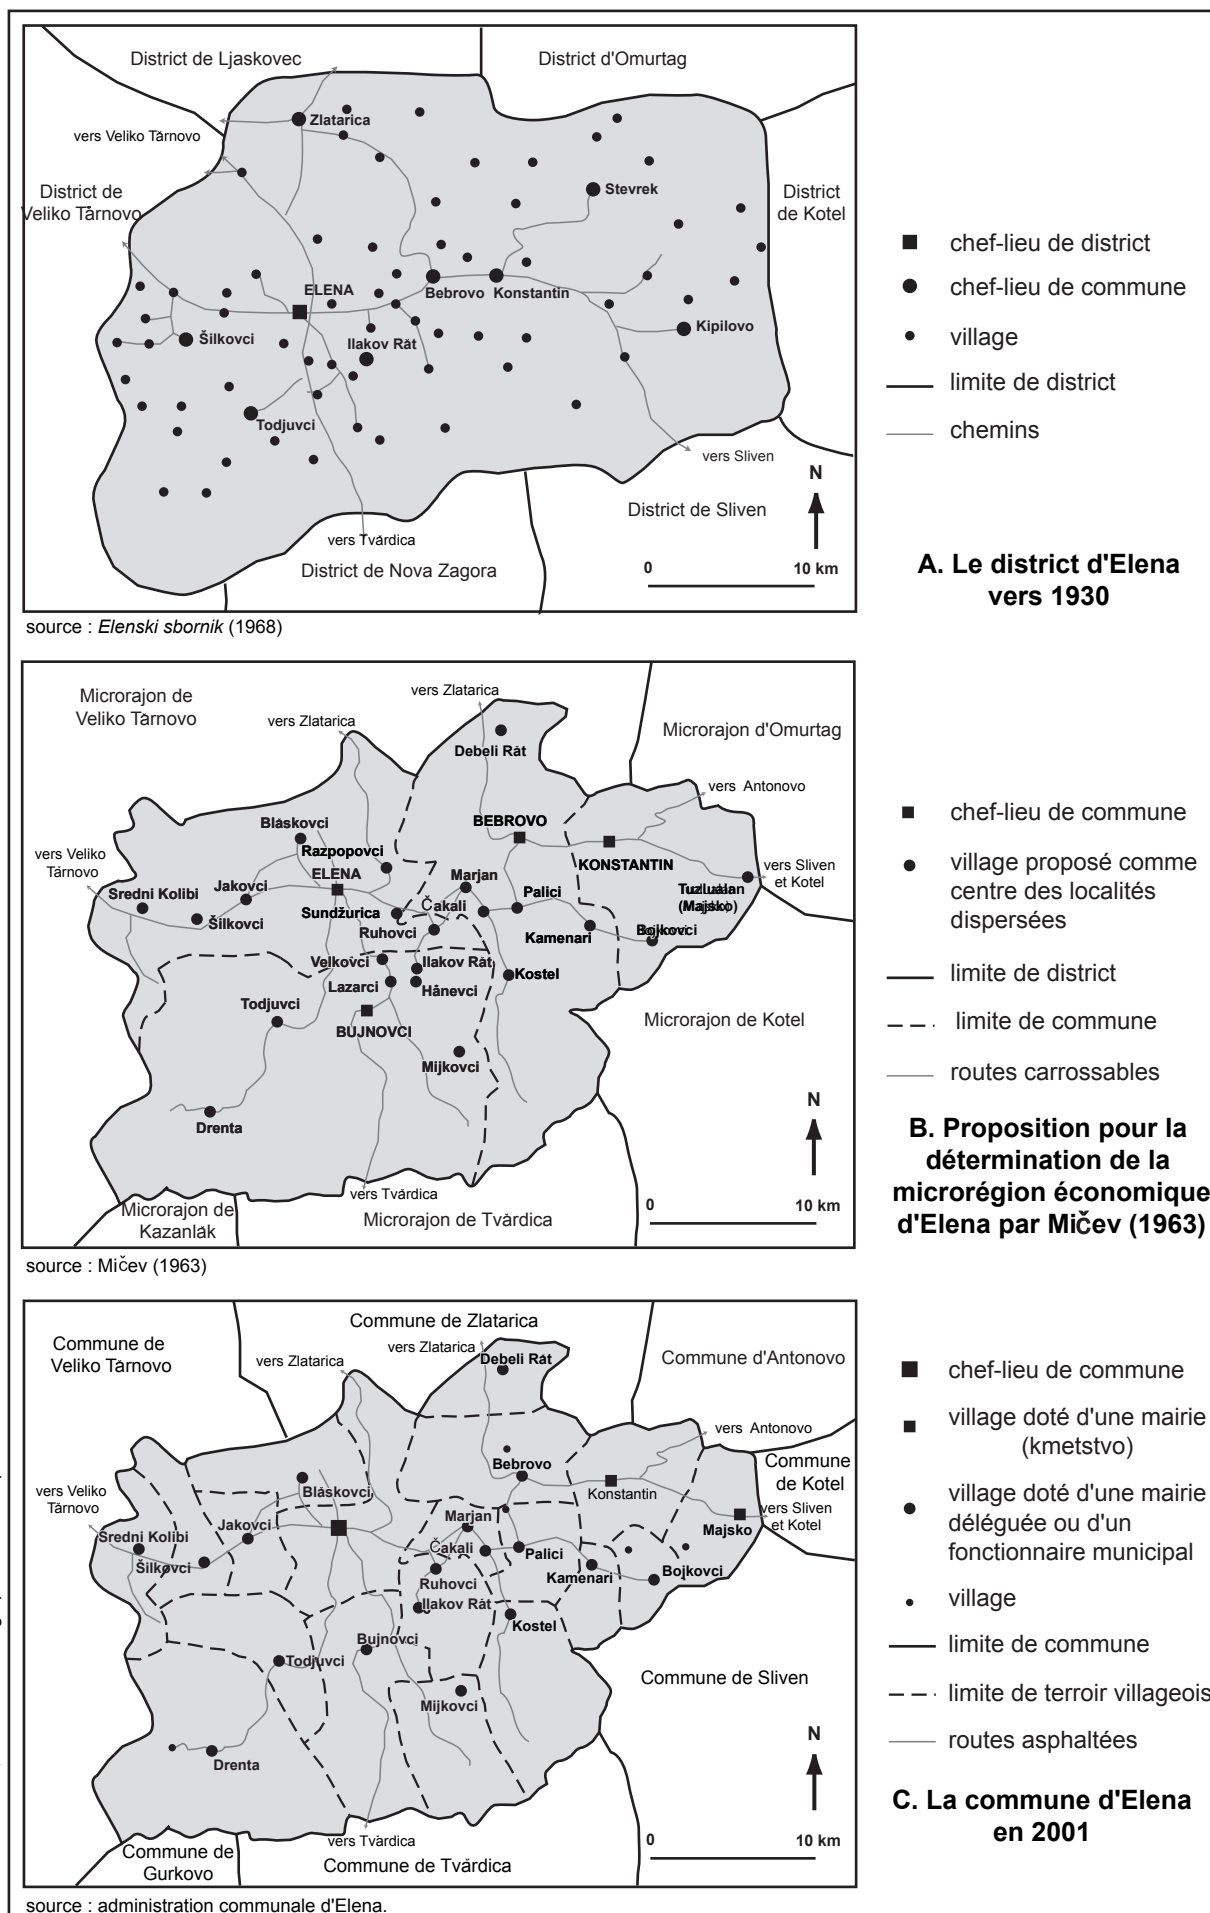 District de Ljaskovec
District d'Omurtag
Zlatarica
vers Veliko Tărnovo
District de
Veliko Tărnovo
Stevrek
District
de Kotel
ELENA
Bebrovo
Konstantin
Šilkovci
Ilakov Răt
Kipilovo
Todjuvci
vers Sliven
N
District de Sliven
vers Tvărdica
District de Nova Zagora
0
10 km
source : Elenski sbornik (1968)
chef-lieu de district
chef-lieu de commune
village
limite de district
chemins
A. Le district d'Elena
vers 1930
Microrajon de
Veliko Tărnovo
vers Zlatarica
vers Zlatarica
Microrajon d'Omurtag
Debeli Răt
vers Antonovo
Blăskovci
BEBROVO
Razpopovci
KONSTANTIN
vers Veliko
Tărnovo
ELENA
Marjan
vers Sliven
et Kotel
Sredni Kolibi
Jakovci
Palici
Tuzlualan
(Majsko)
Šilkovci
Sundžurica
Čakali
Ruhovci
Kamenari
Bojkovci
Velkovci
Ilakov Răt
Kostel
Lazarci
Hănevci
Todjuvci
BUJNOVCI
Microrajon de Kotel
Mijkovci
Drenta
N
vers Tvărdica
Microrajon de
Kazanlăk
Microrajon de Tvărdica
0
10 km
source : Mičev (1963)
chef-lieu de commune
village proposé comme
centre des localités
dispersées
limite de district
limite de commune
routes carrossables
B. Proposition pour la
détermination de la
microrégion économique
d'Elena par Mičev (1963)
Commune de
Veliko Tărnovo
Commune de Zlatarica
vers Zlatarica
vers Zlatarica
Debeli Răt
Commune d'Antonovo
vers Antonovo
Bebrovo
Commune
de Kotel
vers Veliko
Tărnovo
Blăskovci
Konstantin
Sredni Kolibi
Jakovci
Marjan
Majsko
vers Sliven
et Kotel
Šilkovci
Čakali
Palici
Ruhovci
Kamenari
Bojkovci
Ilakov Răt
Kostel
Bujnovci
Todjuvci
Commune de Sliven
Mijkovci
Drenta
N
vers Tvărdica
Commune de
Gurkovo
Commune de Tvărdica
0
10 km
source : administration communale d'Elena.
chef-lieu de commune
village doté d'une mairie
(kmetstvo)
village doté d'une mairie
déléguée ou d'un
fonctionnaire municipal
village
limite de commune
limite de terroir villageois
routes asphaltées
C. La commune d'Elena
en 2001